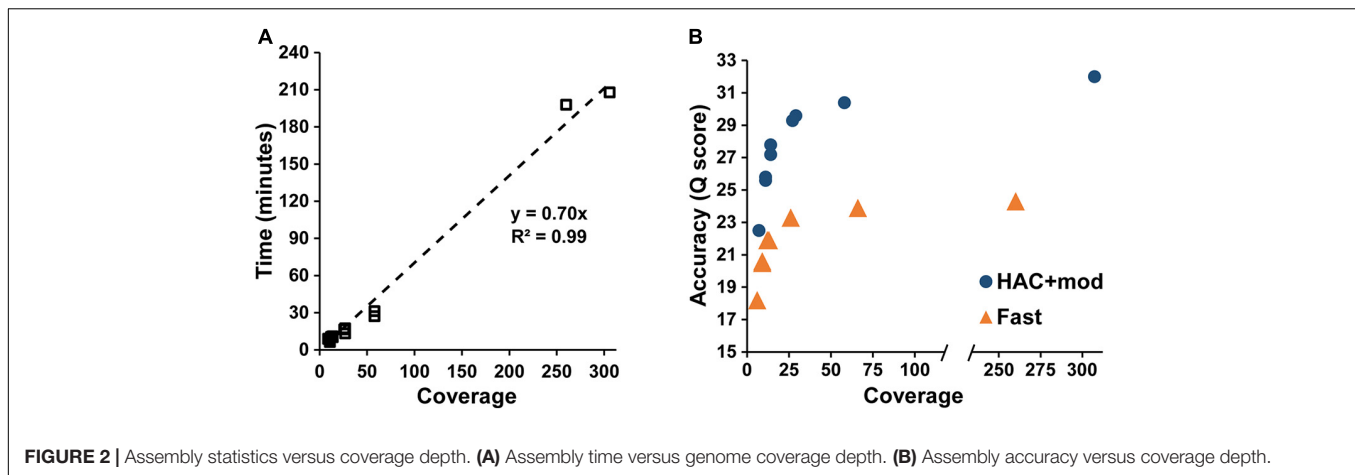 A
240
210
180
150
120
90
60
30
0
Time (minutes)
y = 0.70x
R² = 0.99
0 50 100 150 200 250 300
Coverage
B
33
31
29
27
25
23
21
19
17
15
Accuracy (Q score)
HAC+mod
Fast
0 25 50 75 100 250 275 300
Coverage
FIGURE 2 | Assembly statistics versus coverage depth. (A) Assembly time versus genome coverage depth. (B) Assembly accuracy versus coverage depth.